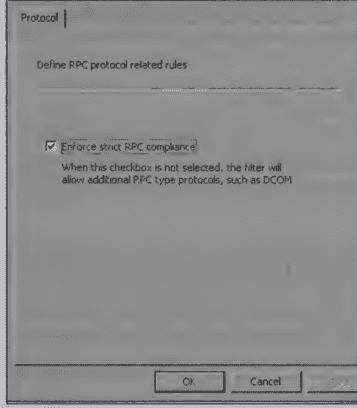 Protocol
Define RPC protocol related rules
Enforce strict RPC compliance
When this checkbox is not selected, the filter will
allow additional RPC type protocols, such as DCOM
OK
Cancel